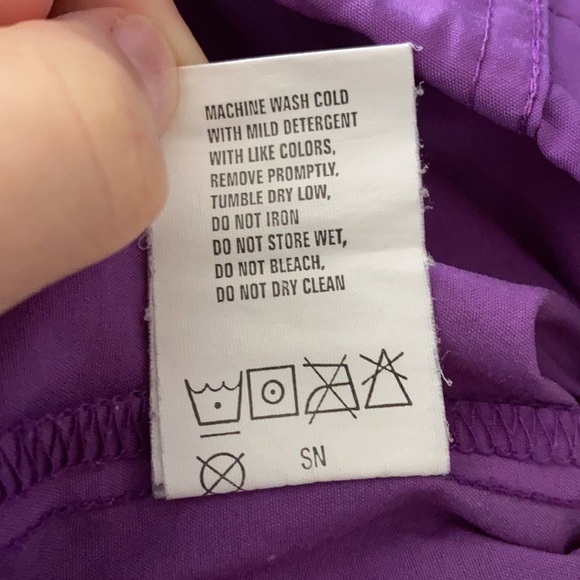 MACHINE WASH COLD
WITH MILD DETERGENT
WITH LIKE COLORS,
REMOVE PROMPTLY,
TUMBLE DRY LOW,
DO NOT IRON
DO NOT STORE WET,
DO NOT BLEACH,
DO NOT DRY CLEAN
SN